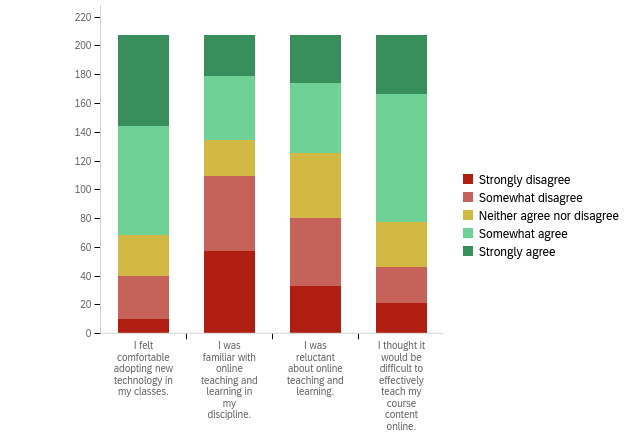 220
200
180
160
140
120
100
80
60
40
20
0
I felt
comfortable
adopting new
technology in
my classes.
I was
familiar with
online
teaching and
learning in
my
discipline.
I was
reluctant
about online
teaching and
learning.
I thought it
would be
difficult to
effectively
teach my
course
content
online.
Strongly disagree
Somewhat disagree
Neither agree nor disagree
Somewhat agree
Strongly agree